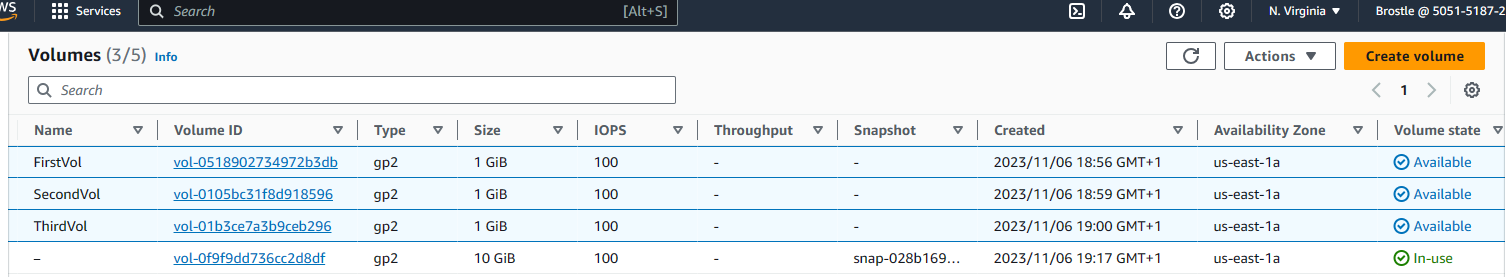 Services Search [Alt+S] N. Virginia Brostle @ 5051-5187-2
Volumes (3/5) Info Actions Create volume
Search 1
Name Volume ID Type Size IOPS Throughput Snapshot Created Availability Zone Volume state
FirstVol vol-0518902734972b3db gp2 1 GiB 100 - - 2023/11/06 18:56 GMT+1 us-east-1a Available
SecondVol vol-0105bc31f8d918596 gp2 1 GiB 100 - - 2023/11/06 18:59 GMT+1 us-east-1a Available
ThirdVol vol-01b3ce7a3b9ceb296 gp2 1 GiB 100 - - 2023/11/06 19:00 GMT+1 us-east-1a Available
– vol-0f9f9dd736cc2d8df gp2 10 GiB 100 - snap-028b169... 2023/11/06 19:17 GMT+1 us-east-1a In-use